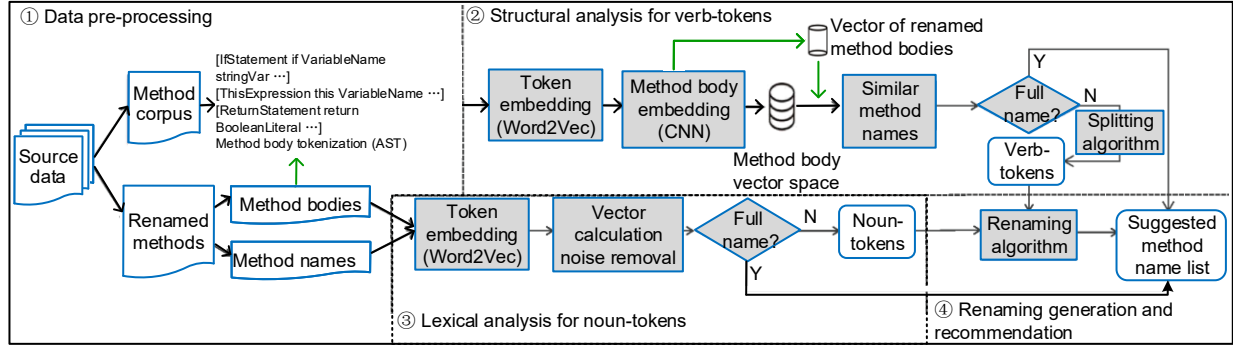 ① Data pre-processing
Source
data
Method
corpus
[IfStatement if VariableName
stringVar ⋯]
[ThisExpression this VariableName ⋯]
[ReturnStatement return
BooleanLiteral ⋯]
Method body tokenization (AST)
Renamed
methods
Method bodies
Method names
② Structural analysis for verb-tokens
Token
embedding
(Word2Vec)
Method body
embedding
(CNN)
Vector of renamed
method bodies
Method body
vector space
Similar
method
names
Full
name?
Y
N
Splitting
algorithm
Verb-
tokens
Token
embedding
(Word2Vec)
Vector
calculation
noise removal
Full
name?
N
Y
Noun-
tokens
③ Lexical analysis for noun-tokens
Renaming
algorithm
Suggested
method
name list
④ Renaming generation and
recommendation